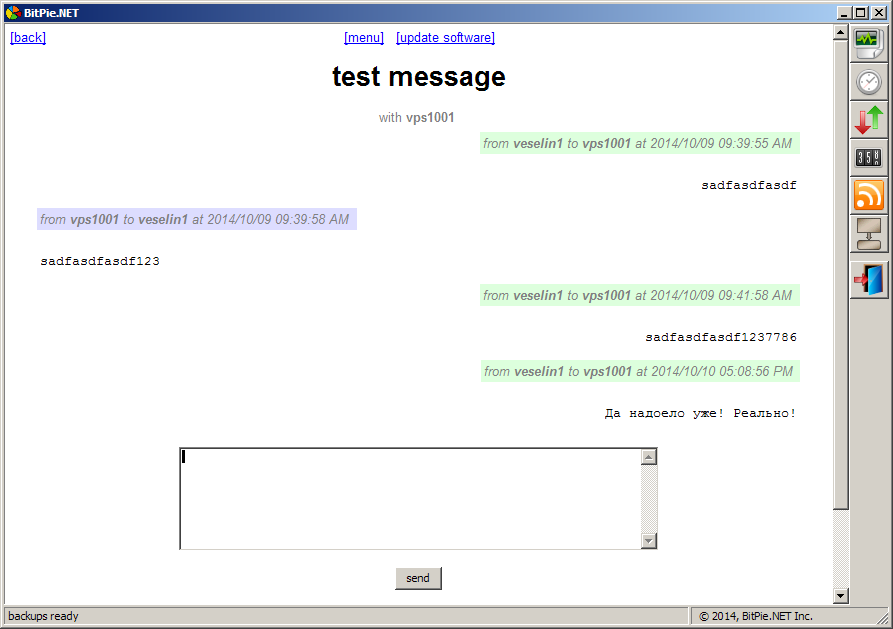 BitPie.NET
[back] [menu] [update software]
test message
with vps1001
from veselin1 to vps1001 at 2014/10/09 09:39:55 AM
sadfasdfasdf
from vps1001 to veselin1 at 2014/10/09 09:39:58 AM
sadfasdfasdf123
from veselin1 to vps1001 at 2014/10/09 09:41:58 AM
sadfasdfasdf1237786
from veselin1 to vps1001 at 2014/10/10 05:08:56 PM
Да надоело уже! Реально!
send
backups ready © 2014, BitPie.NET Inc.